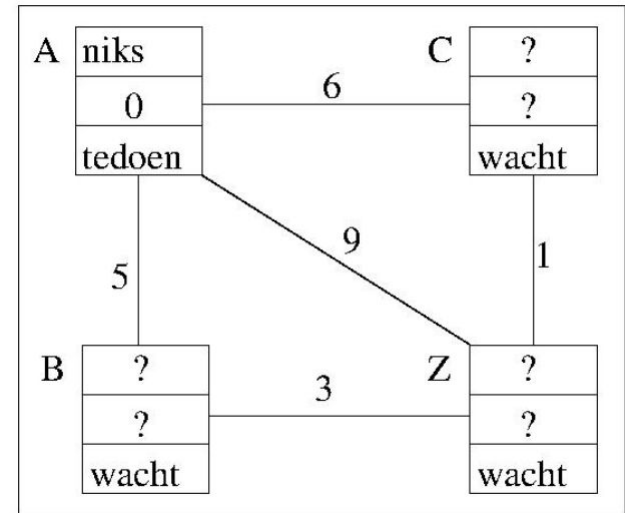 A niks C ?
0 6 ?
tedoen wacht
9
5 1
B ? Z ?
? 3 ?
wacht wacht